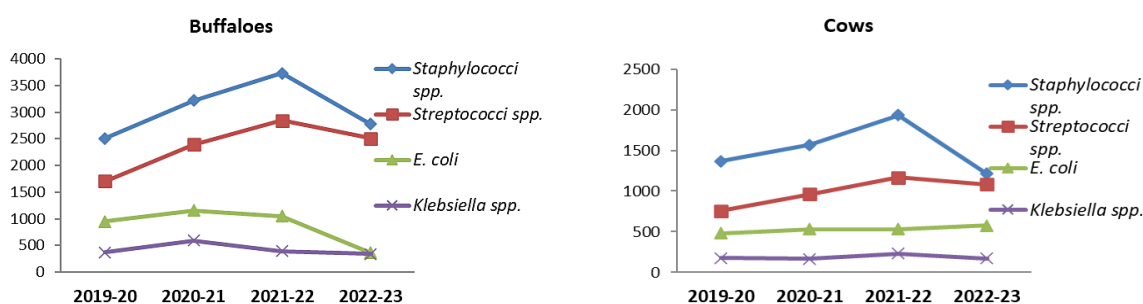 Buffaloes
4000
3500
3000
2500
2000
1500
1000
500
0
2019-20 2020-21 2021-22 2022-23
Staphylococci
spp.
Streptococci spp.
E. coli
Klebsiella spp.
Cows
2500
2000
1500
1000
500
0
2019-20 2020-21 2021-22 2022-23
Staphylococci
spp.
Streptococci
spp.
E. coli
Klebsiella spp.